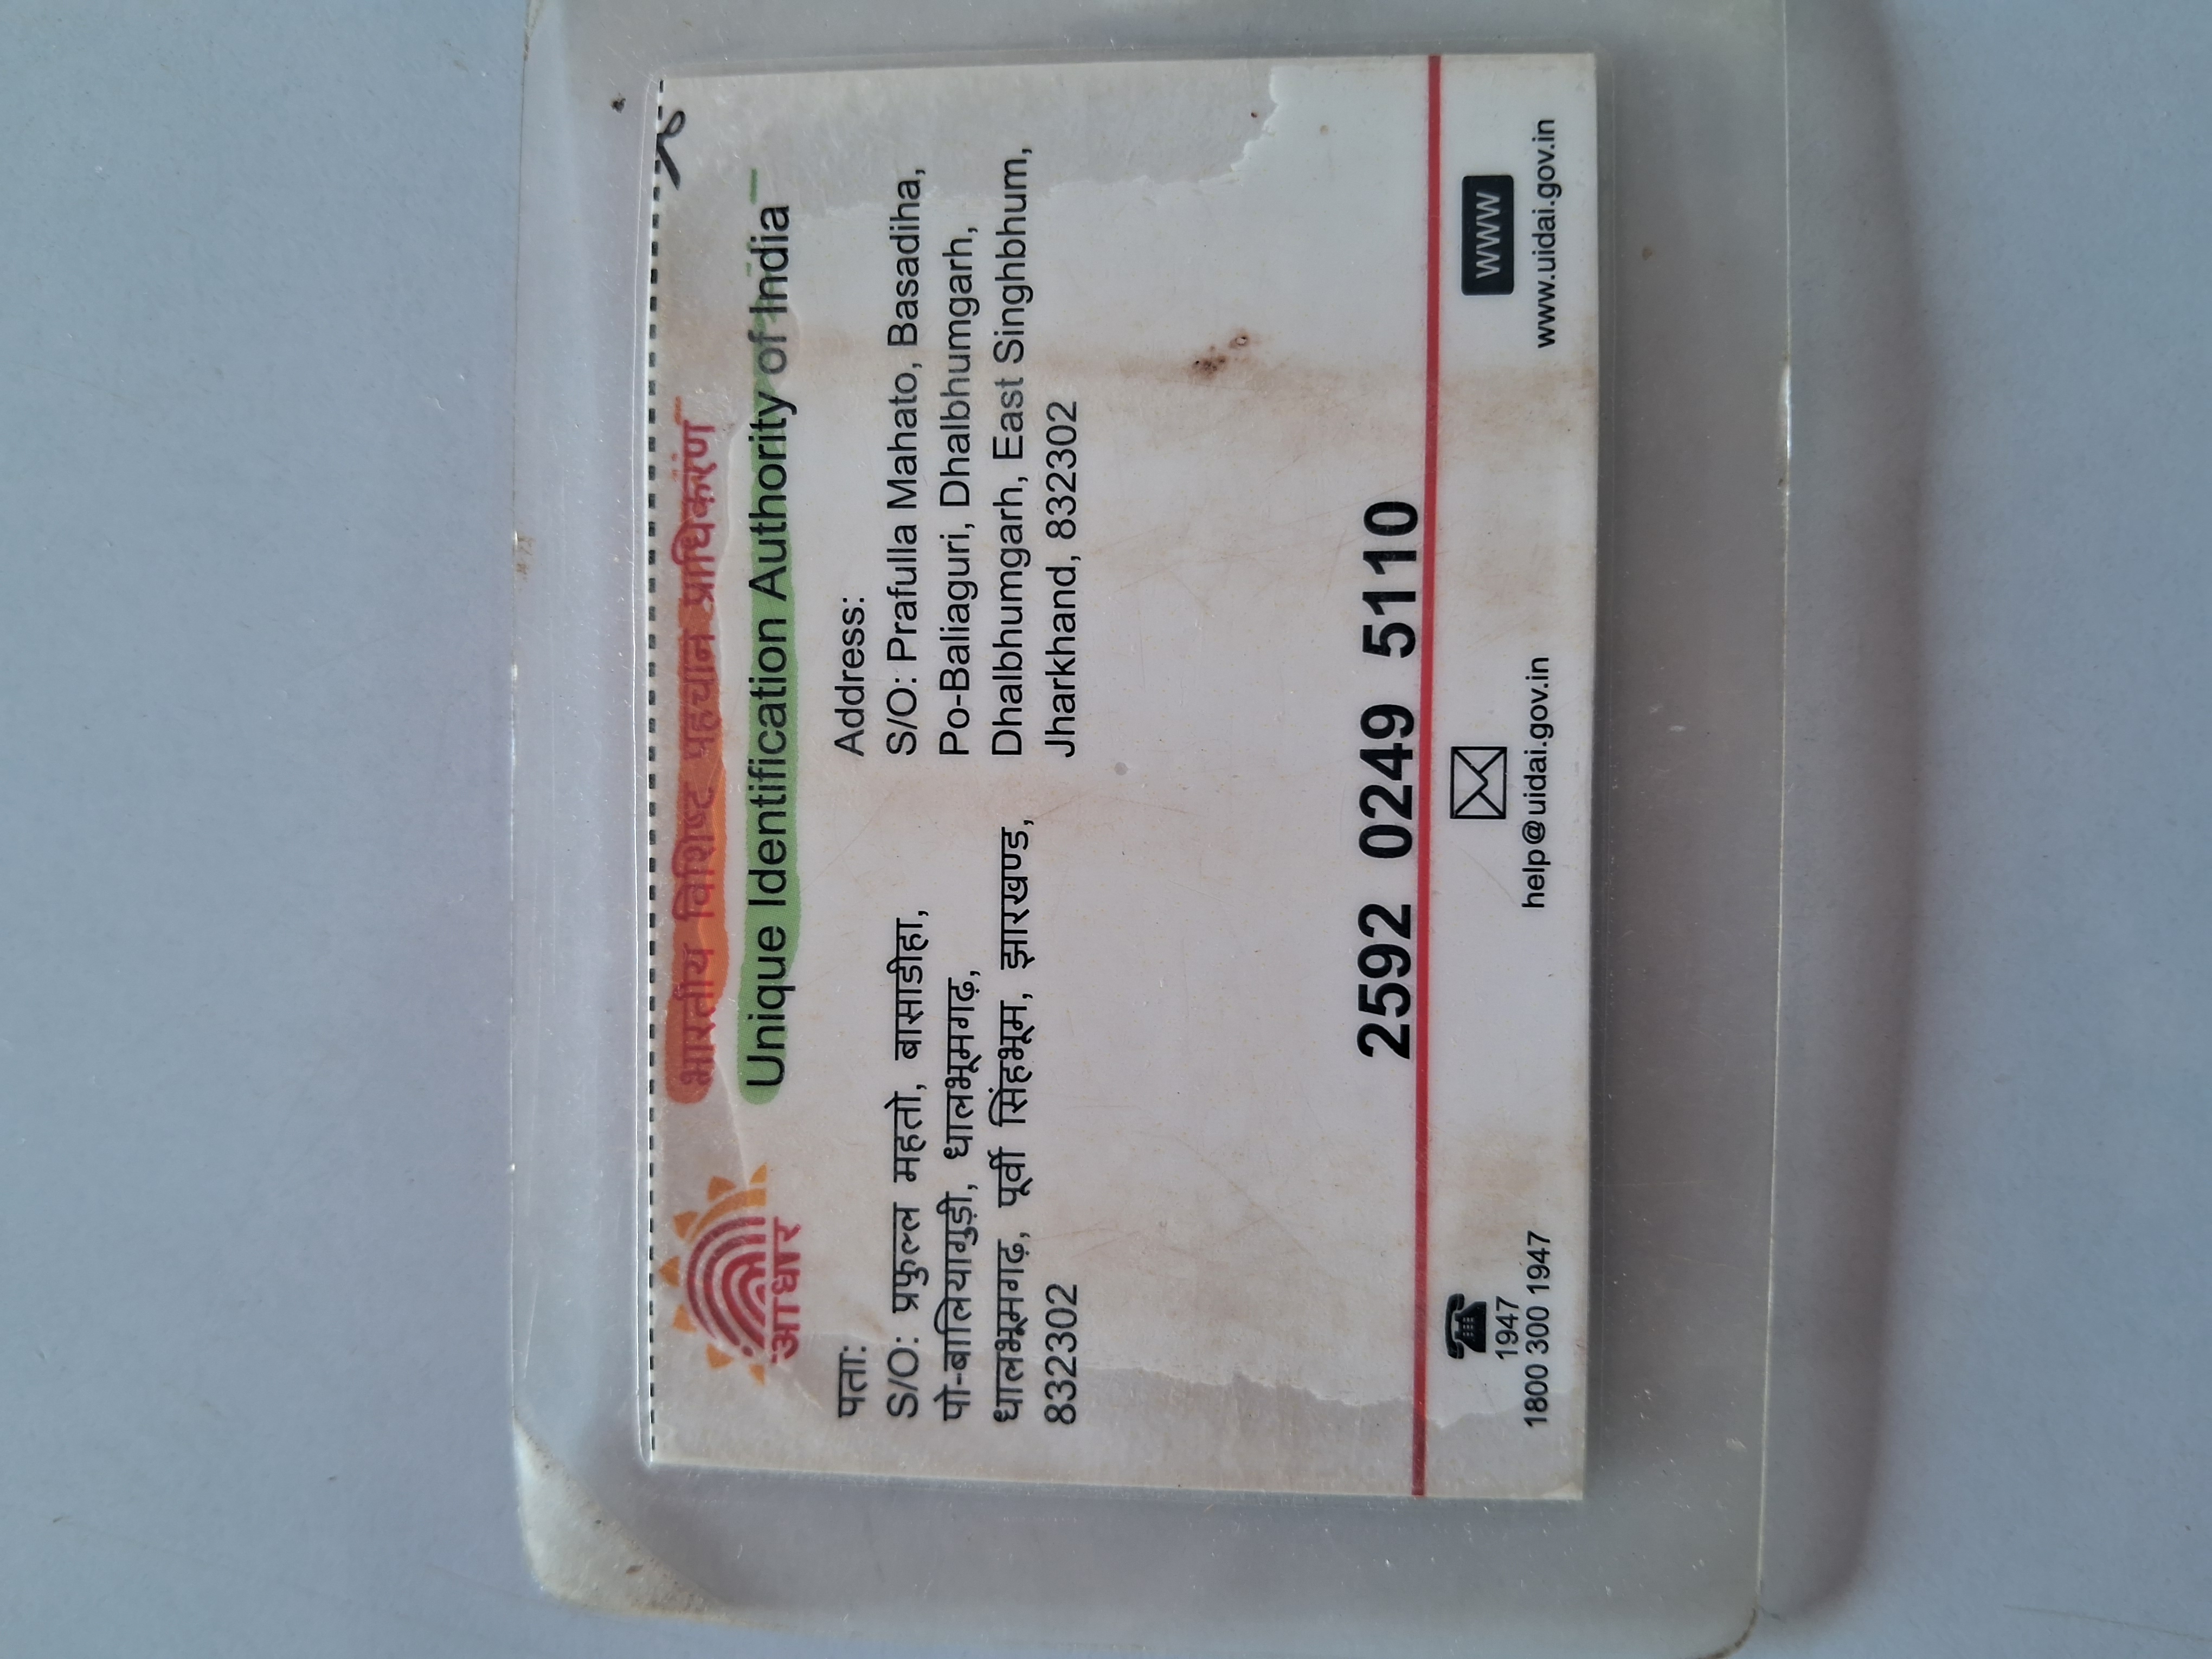 भारतीय विशिष्ट पहचान प्राधिकरण
Unique Identification Authority of India
आधार
पता:
S/O: प्रफुल्ल महतो, बासाडीहा,
पो-बालियागुड़ी, धालभूमगढ़,
धालभूमगढ़, पूर्वी सिंहभूम, झारखण्ड,
832302
Address:
S/O: Prafulla Mahato, Basadiha,
Po-Baliaguri, Dhalbhumgarh,
Dhalbhumgarh, East Singhbhum,
Jharkhand, 832302
2592 0249 5110
1947
1800 300 1947
help@uidai.gov.in
WWW
www.uidai.gov.in